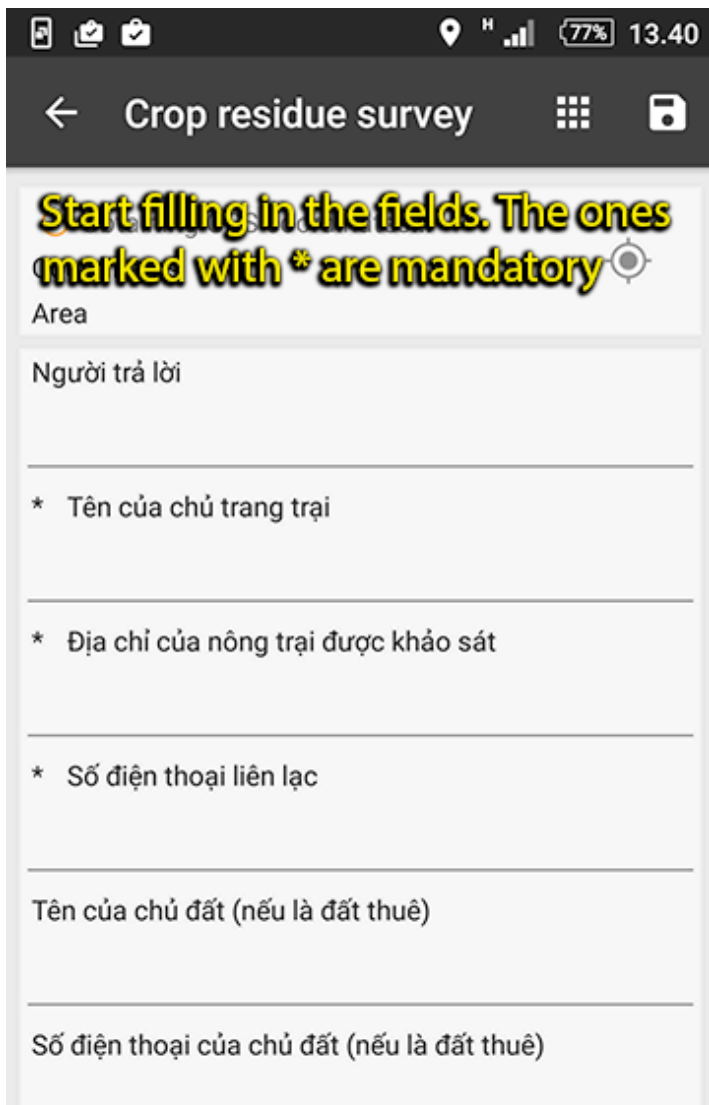 H 77% 13.40
Crop residue survey
Start filling in the fields. The ones
marked with * are mandatory
Area
Người trả lời
* Tên của chủ trang trại
* Địa chỉ của nông trại được khảo sát
* Số điện thoại liên lạc
Tên của chủ đất (nếu là đất thuê)
Số điện thoại của chủ đất (nếu là đất thuê)